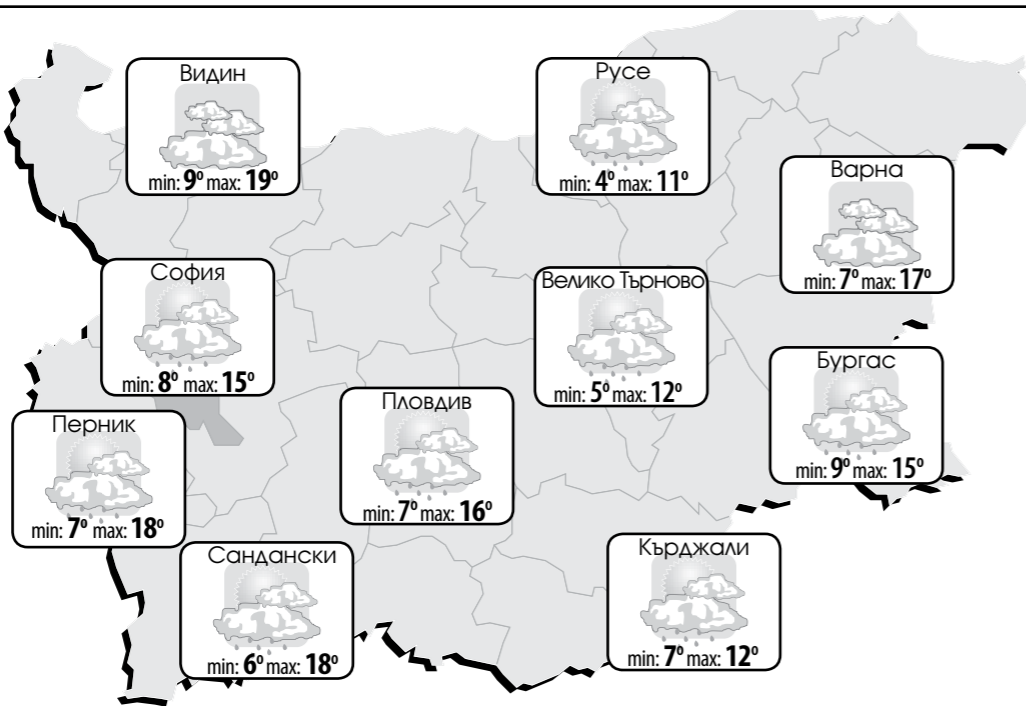 Видин
min: 9° max: 19°
Русе
min: 4° max: 11°
Варна
min: 7° max: 17°
София
min: 8° max: 15°
Велико Търново
min: 5° max: 12°
Бургас
min: 9° max: 15°
Пловдив
min: 7° max: 16°
Перник
min: 7° max: 18°
Сандански
min: 6° max: 18°
Кърджали
min: 7° max: 12°